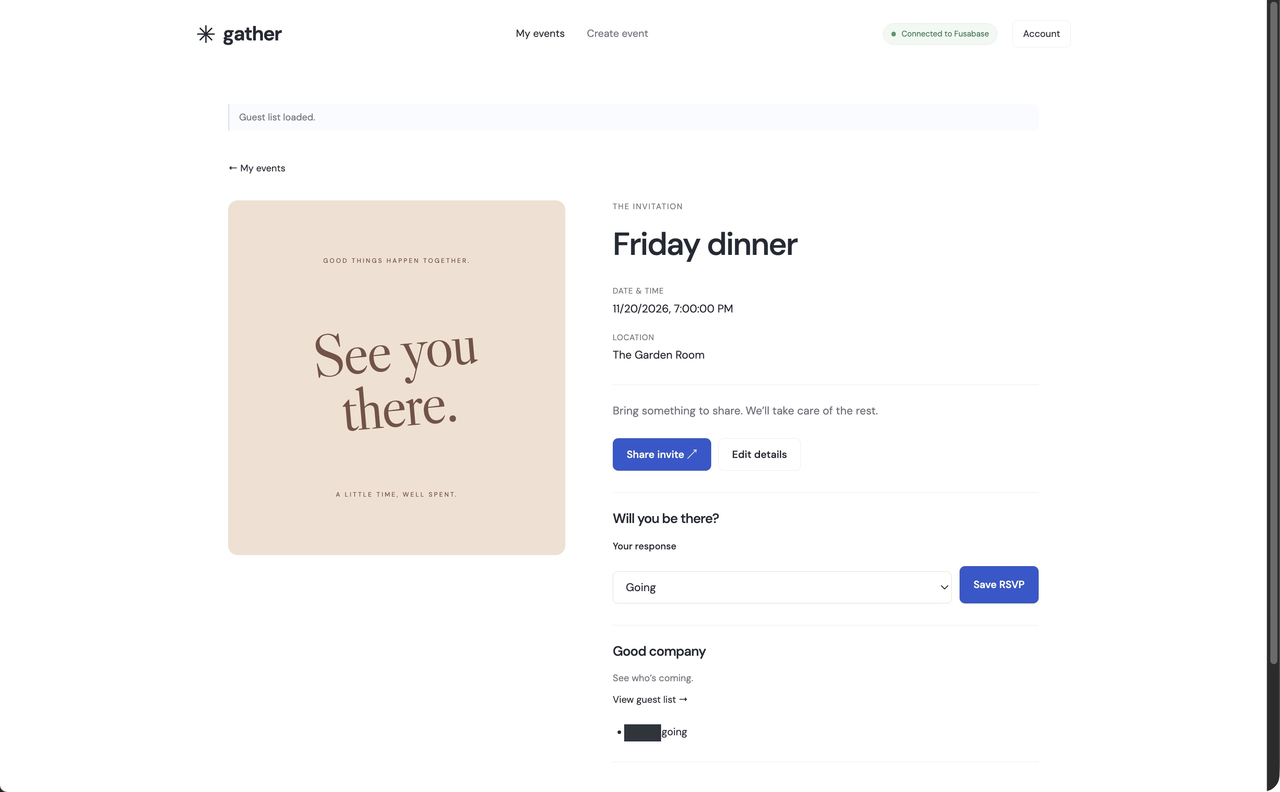 gather
My events
Create event
Connected to Fusabase
Account
Guest list loaded.
← My events
GOOD THINGS HAPPEN TOGETHER.
See you
there.
A LITTLE TIME, WELL SPENT.
THE INVITATION
Friday dinner
DATE & TIME
11/20/2026, 7:00:00 PM
LOCATION
The Garden Room
Bring something to share. We’ll take care of the rest.
Share invite ↗
Edit details
Will you be there?
Your response
Going
Save RSVP
Good company
See who’s coming.
View guest list →
• going